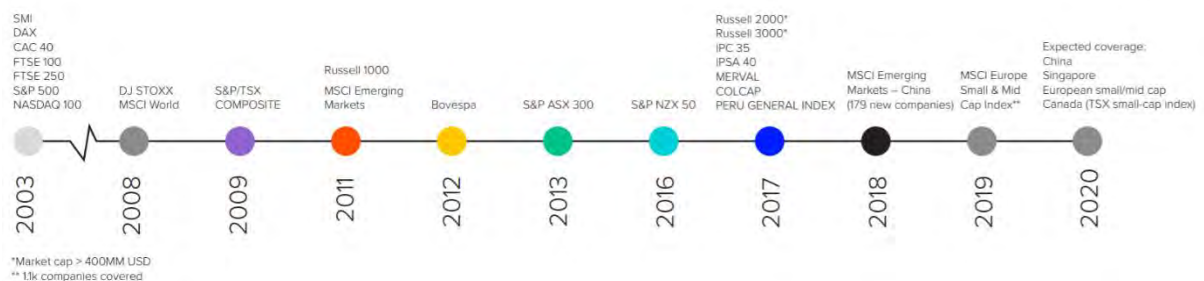 SMI
DAX
CAC 40
FTSE 100
FTSE 250
S&P 500
NASDAQ 100
DJ STOXX
MSCI World
S&P/TSX
COMPOSITE
Russell 1000
MSCI Emerging
Markets
Bovespa
S&P ASX 300
S&P NZX 50
Russell 2000*
Russell 3000*
IPC 35
IPSA 40
MERVAL
COLCAP
PERU GENERAL INDEX
MSCI Emerging
Markets – China
(179 new companies)
MSCI Europe
Small & Mid
Cap Index**
Expected coverage:
China
Singapore
European small/mid cap
Canada (TSX small-cap index)
2003
2008
2009
2011
2012
2013
2016
2017
2018
2019
2020
*Market cap > 400MM USD
** 1.1k companies covered